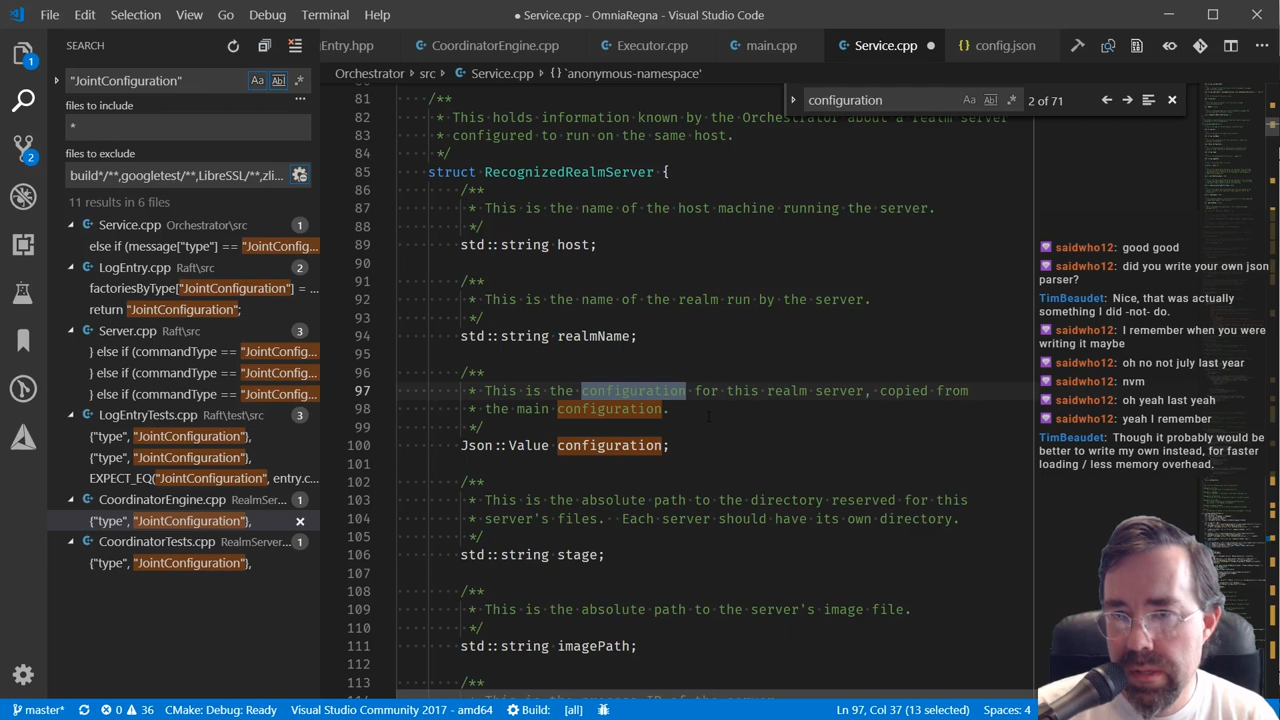 File Edit Selection View Go Debug Terminal Help
● Service.cpp - OmniaRegna - Visual Studio Code
SEARCH
"JointConfiguration"
Aa
files to include
*
files to exclude
build*/**,googletest/**,LibreSSL/**,zli...
11 results in 6 files
Service.cpp Orchestrator\src 1
else if (message["type"] == "JointConfig...
LogEntry.cpp Raft\src 2
factoriesByType["JointConfiguration"] = ...
return "JointConfiguration";
Server.cpp Raft\src 3
} else if (commandType == "JointConfig...
} else if (commandType == "JointConfig...
} else if (commandType == "JointConfig...
LogEntryTests.cpp Raft\src 3
{"type", "JointConfiguration"},
{"type", "JointConfiguration"},
EXPECT_EQ("JointConfiguration", entry.c...
CoordinatorEngine.cpp RealmSer... 1
{"type", "JointConfiguration"},
CoordinatorTests.cpp RealmServer... 1
{"type", "JointConfiguration"},
Entry.hpp CoordinatorEngine.cpp Executor.cpp main.cpp Service.cpp ● config.json
Orchestrator > src > Service.cpp > {} `anonymous-namespace'
configuration Aa 2 of 71
81 /**
82 * This holds information known by the Orchestrator about a realm server
83 * configured to run on the same host.
84 */
85 struct RecognizedRealmServer {
86 /**
87 * This is the name of the host machine running the server.
88 */
89 std::string host;
90
91 /**
92 * This is the name of the realm run by the server.
93 */
94 std::string realmName;
95
96 /**
97 * This is the configuration for this realm server, copied from
98 * the main configuration.
99 */
100 Json::Value configuration;
101
102 /**
103 * This is the absolute path to the directory reserved for this
104 * server's files.  Each server should have its own directory.
105 */
106 std::string stage;
107
108 /**
109 * This is the absolute path to the server's image file.
110 */
111 std::string imagePath;
112
113 /**
saidwho12: good good
saidwho12: did you write your own json
parser?
TimBeaudet: Nice, that was actually
something I did -not- do.
saidwho12: I remember when you were
writing it maybe
saidwho12: oh no not july last year
saidwho12: nvm
saidwho12: oh yeah last year
saidwho12: yeah I remember
TimBeaudet: Though it probably would be
better to write my own instead, for faster
loading / less memory overhead.
master* 0 36 CMake: Debug: Ready Visual Studio Community 2017 - amd64 Build: [all] Ln 97, Col 37 (13 selected) Spaces: 4